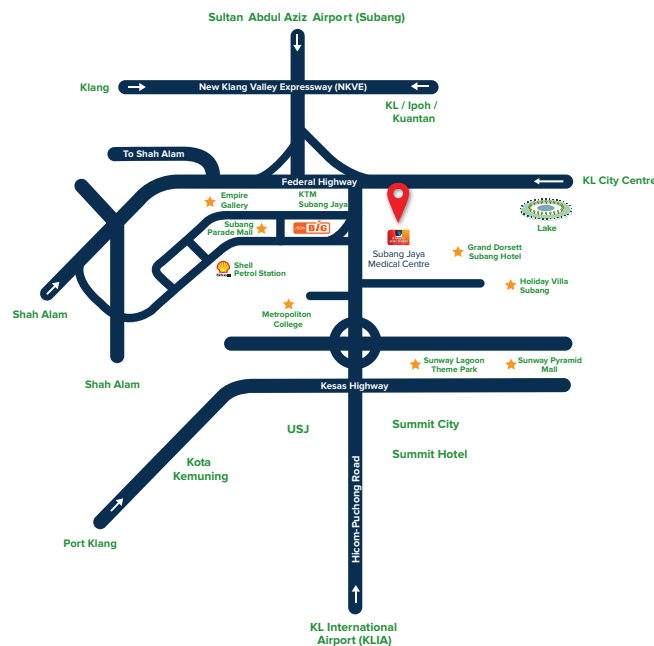 Sultan Abdul Aziz Airport (Subang)
Klang
New Klang Valley Expressway (NKVE)
KL / Ipoh /
Kuantan
To Shah Alam
Federal Highway
KL City Centre
Empire
Gallery
KTM
Subang Jaya
Subang
Parade Mall
BIG
Lake
Subang Jaya
Medical Centre
Grand Dorsett
Subang Hotel
Shell
Petrol Station
Holiday Villa
Subang
Shah Alam
Metropoliton
College
Sunway Lagoon
Theme Park
Sunway Pyramid
Mall
Shah Alam
Kesas Highway
USJ
Summit City
Summit Hotel
Kota
Kemuning
Hicom-Puchong Road
Port Klang
KL International
Airport (KLIA)